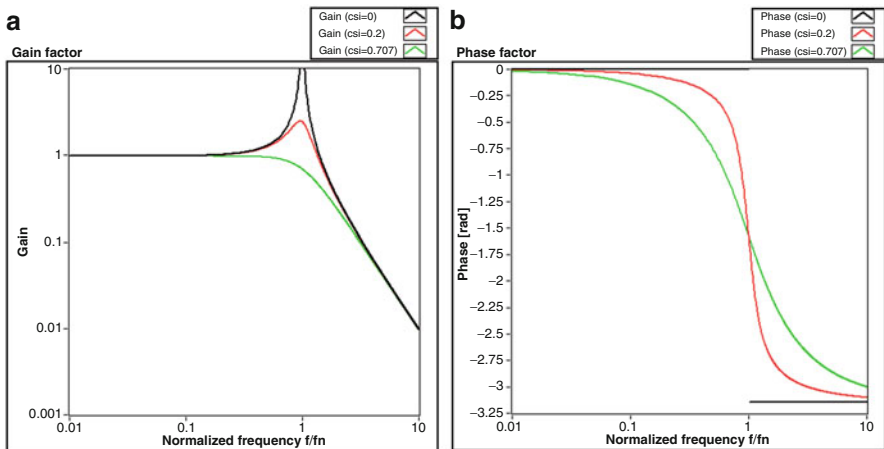 a
Gain factor
Gain (csi=0)
Gain (csi=0.2)
Gain (csi=0.707)
10
1
0.1
0.01
0.001
Gain
0.01
0.1
1
10
Normalized frequency f/fn
b
Phase factor
Phase (csi=0)
Phase (csi=0.2)
Phase (csi=0.707)
0
−0.25
−0.5
−0.75
−1
−1.25
−1.5
−1.75
−2
−2.25
−2.5
−2.75
−3
−3.25
Phase [rad]
0.01
0.1
1
10
Normalized frequency f/fn